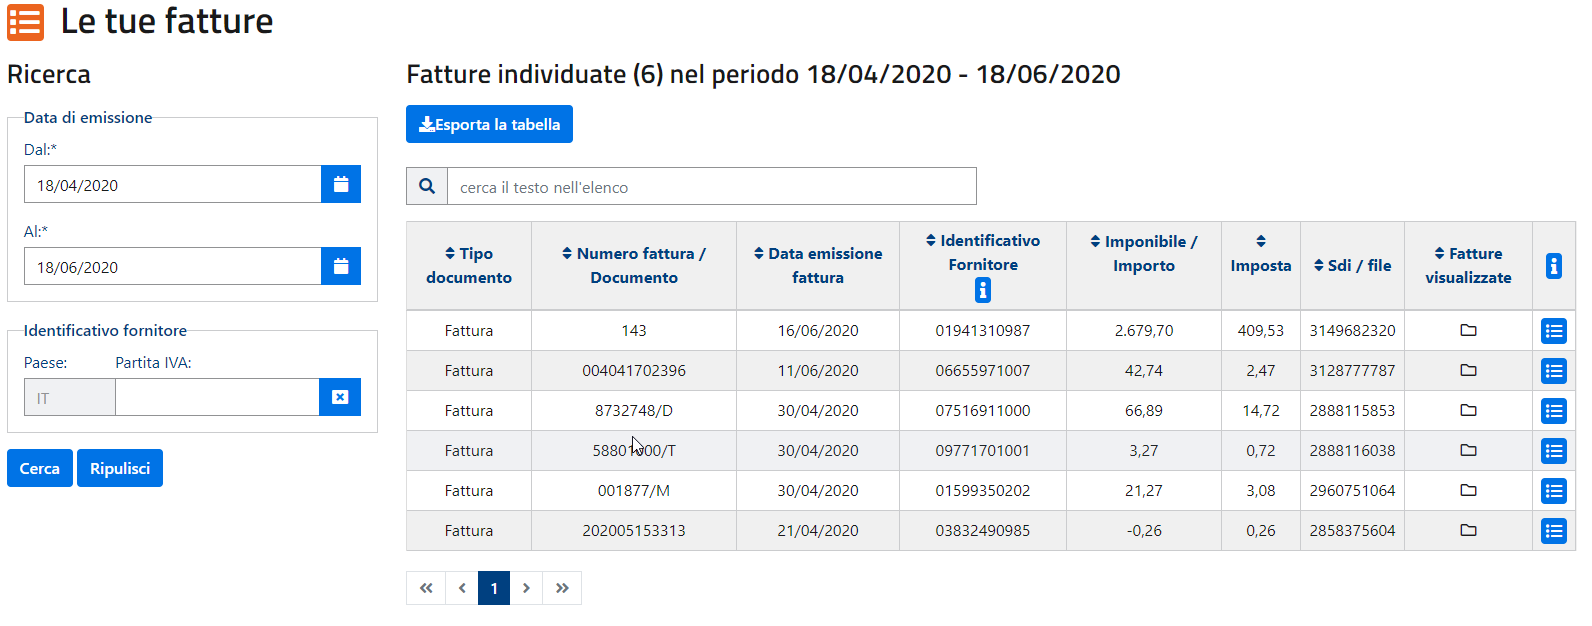 Le tue fatture
Ricerca
Data di emissione
Dal:*
18/04/2020
Al:*
18/06/2020
Identificativo fornitore
Paese: Partita IVA:
IT
Cerca Ripulisci
Fatture individuate (6) nel periodo 18/04/2020 - 18/06/2020
Esporta la tabella
cerca il testo nell'elenco
Tipo documento Numero fattura / Documento Data emissione fattura Identificativo Fornitore Imponibile / Importo Imposta Sdi / file Fatture visualizzate
Fattura 143 16/06/2020 01941310987 2.679,70 409,53 3149682320
Fattura 004041702396 11/06/2020 06655971007 42,74 2,47 3128777787
Fattura 8732748/D 30/04/2020 07516911000 66,89 14,72 2888115853
Fattura 30/04/2020 09771701001 3,27 0,72 2888116038
Fattura 001877/M 30/04/2020 01599350202 21,27 3,08 2960751064
Fattura 202005153313 21/04/2020 03832490985 -0,26 0,26 2858375604
« ‹ 1 › »